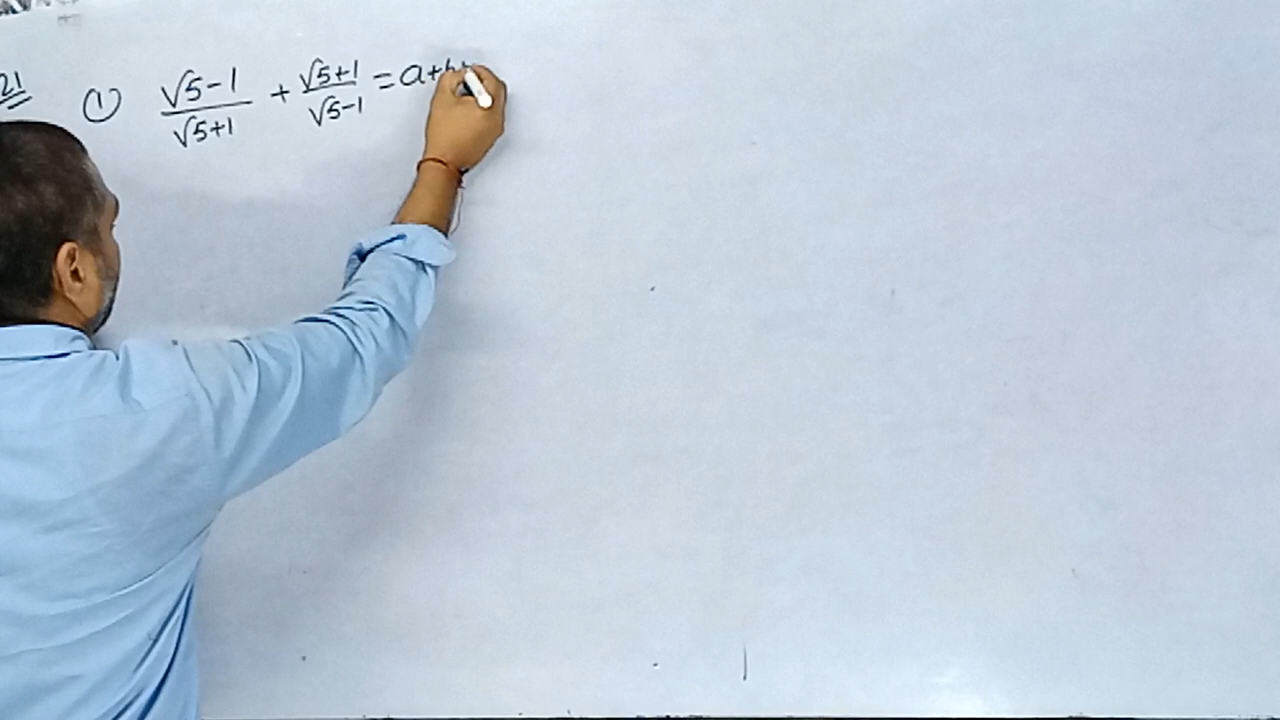 21 ① (√5-1)/(√5+1) + (√5+1)/(√5-1) = a+b